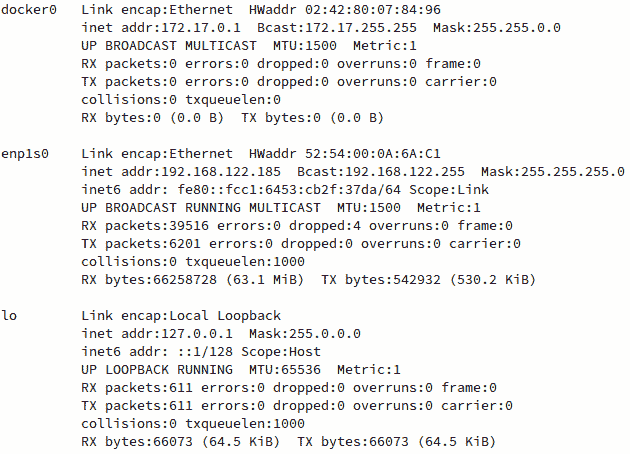 docker0   Link encap:Ethernet  HWaddr 02:42:80:07:84:96
          inet addr:172.17.0.1  Bcast:172.17.255.255  Mask:255.255.0.0
          UP BROADCAST MULTICAST  MTU:1500  Metric:1
          RX packets:0 errors:0 dropped:0 overruns:0 frame:0
          TX packets:0 errors:0 dropped:0 overruns:0 carrier:0
          collisions:0 txqueuelen:0
          RX bytes:0 (0.0 B)  TX bytes:0 (0.0 B)

enp1s0    Link encap:Ethernet  HWaddr 52:54:00:0A:6A:C1
          inet addr:192.168.122.185  Bcast:192.168.122.255  Mask:255.255.255.0
          inet6 addr: fe80::fcc1:6453:cb2f:37da/64 Scope:Link
          UP BROADCAST RUNNING MULTICAST  MTU:1500  Metric:1
          RX packets:39516 errors:0 dropped:4 overruns:0 frame:0
          TX packets:6201 errors:0 dropped:0 overruns:0 carrier:0
          collisions:0 txqueuelen:1000
          RX bytes:66258728 (63.1 MiB)  TX bytes:542932 (530.2 KiB)

lo        Link encap:Local Loopback
          inet addr:127.0.0.1  Mask:255.0.0.0
          inet6 addr: ::1/128 Scope:Host
          UP LOOPBACK RUNNING  MTU:65536  Metric:1
          RX packets:611 errors:0 dropped:0 overruns:0 frame:0
          TX packets:611 errors:0 dropped:0 overruns:0 carrier:0
          collisions:0 txqueuelen:1000
          RX bytes:66073 (64.5 KiB)  TX bytes:66073 (64.5 KiB)